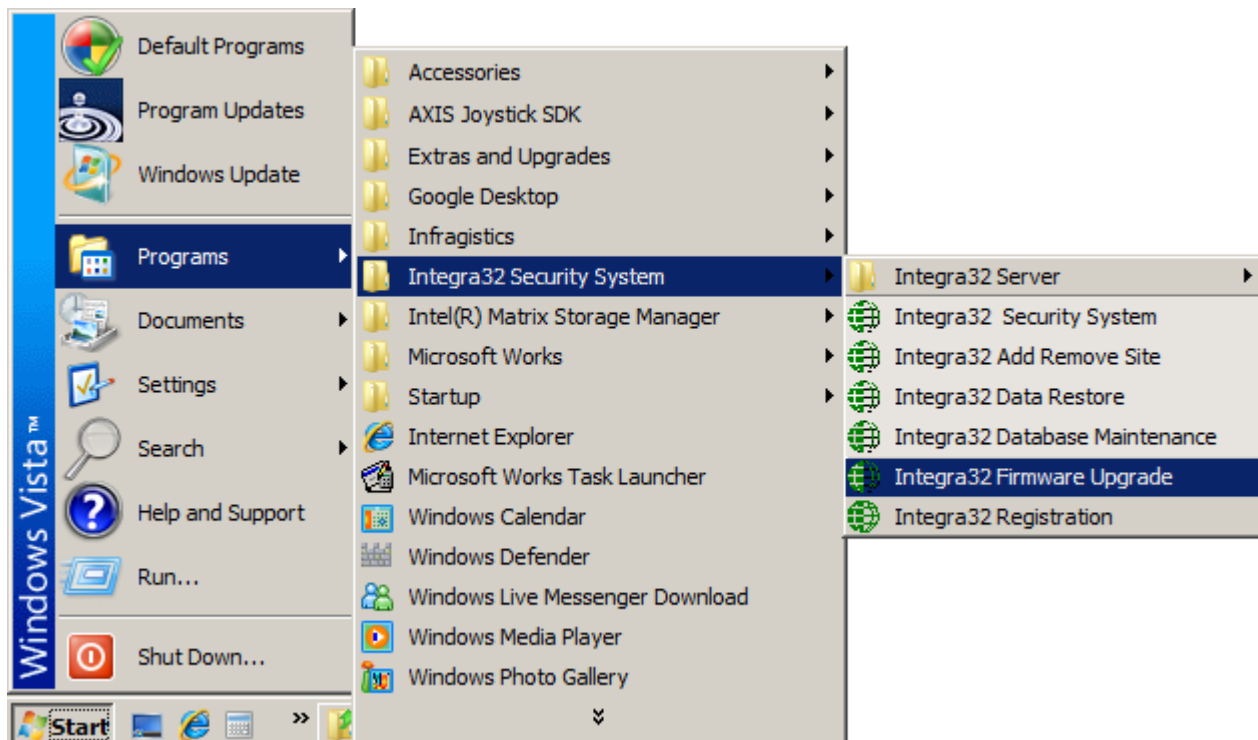 Default Programs
Program Updates
Windows Update
Programs
Documents
Settings
Search
Help and Support
Run...
Shut Down...
Windows Vista™
Start
»
Accessories
AXIS Joystick SDK
Extras and Upgrades
Google Desktop
Infragistics
Integra32 Security System
Intel(R) Matrix Storage Manager
Microsoft Works
Startup
Internet Explorer
Microsoft Works Task Launcher
Windows Calendar
Windows Defender
Windows Live Messenger Download
Windows Media Player
Windows Photo Gallery
Integra32 Server
Integra32  Security System
Integra32 Add Remove Site
Integra32 Data Restore
Integra32 Database Maintenance
Integra32 Firmware Upgrade
Integra32 Registration